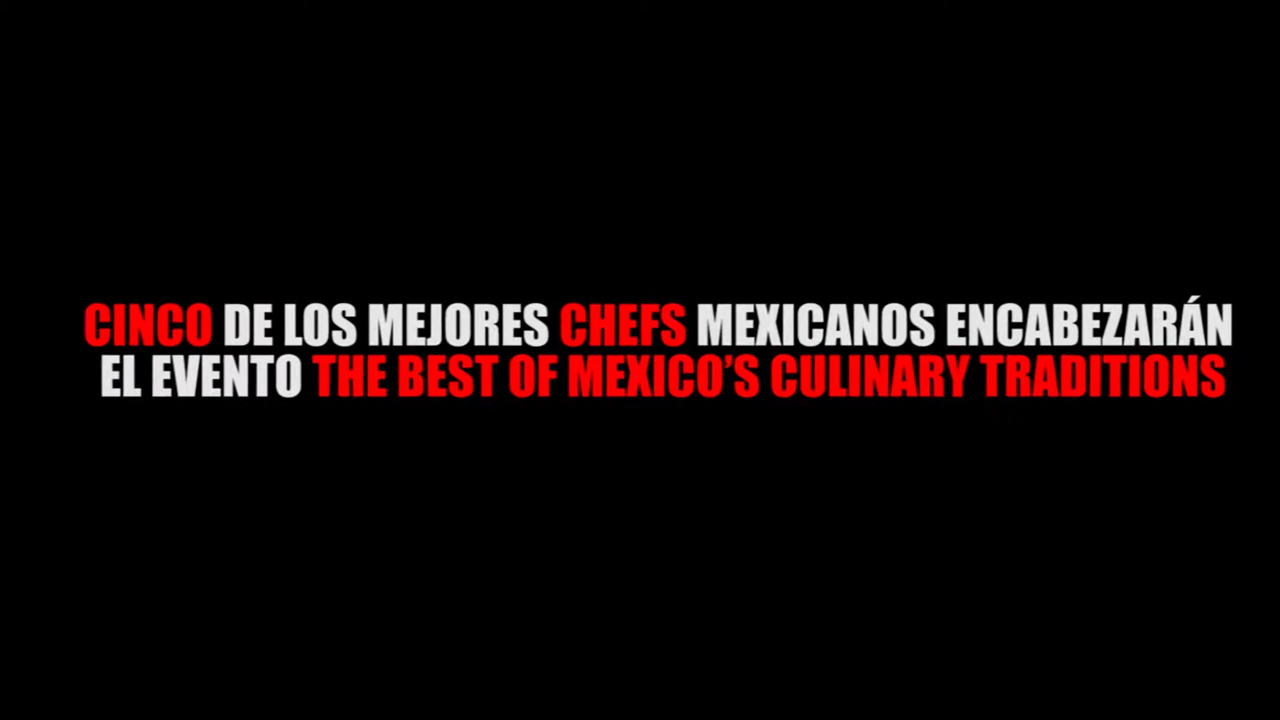 CINCO DE LOS MEJORES CHEFS MEXICANOS ENCABEZARÁN
EL EVENTO THE BEST OF MEXICO’S CULINARY TRADITIONS